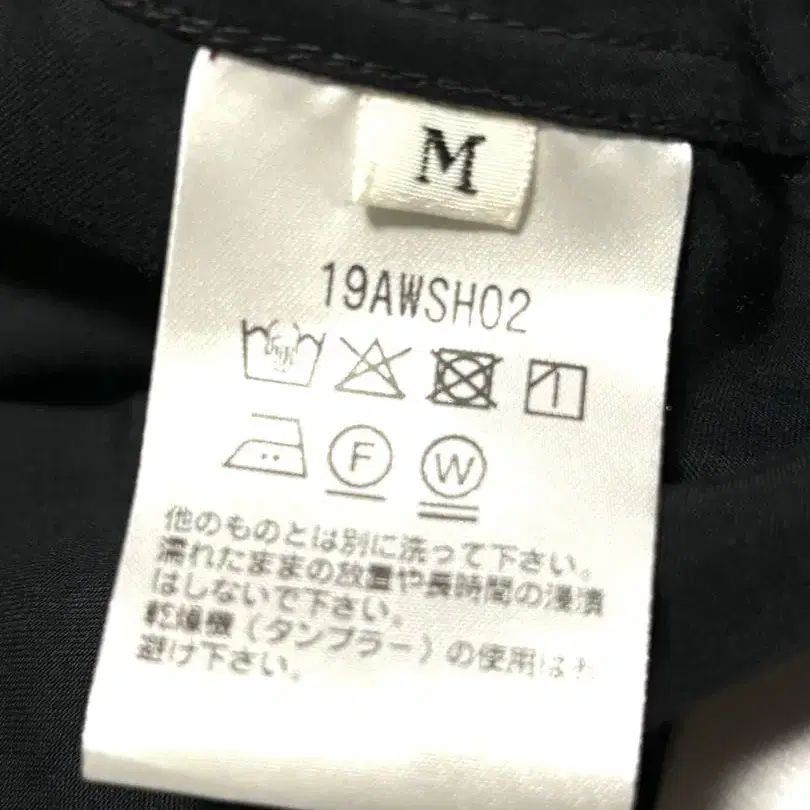 M
19AWSH02
F W
他のものとは別に洗って下さい。
濡れたままの放置や長時間の浸漬
はしないで下さい。
乾燥機(タンブラー)の使用はお
避け下さい。